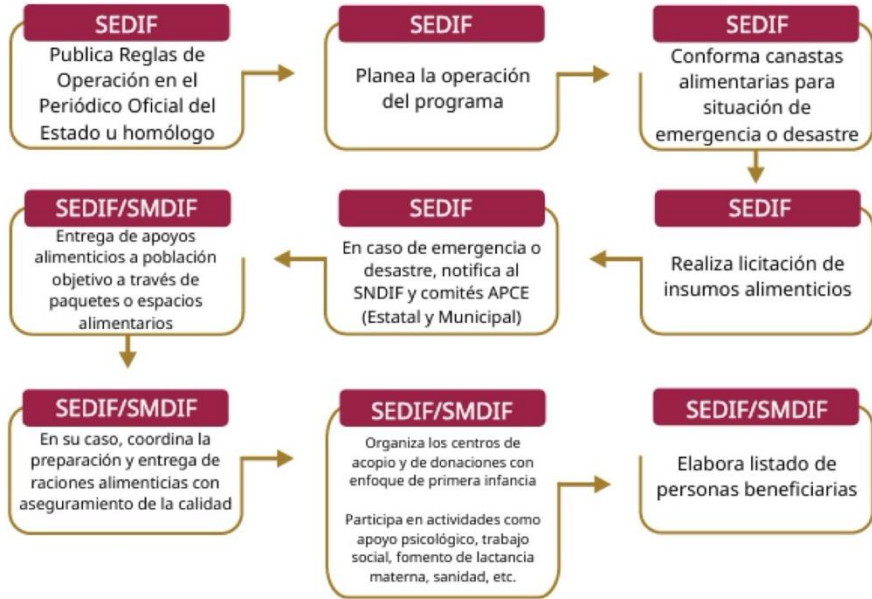 SEDIF
Publica Reglas de
Operación en el
Periódico Oficial del
Estado u homólogo
SEDIF
Planea la operación
del programa
SEDIF
Conforma canastas
alimentarias para
situación de
emergencia o desastre
SEDIF
Realiza licitación de
insumos alimenticios
SEDIF
En caso de emergencia o
desastre, notifica al
SNDIF y comités APCE
(Estatal y Municipal)
SEDIF/SMDIF
Entrega de apoyos
alimenticios a población
objetivo a través de
paquetes o espacios
alimentarios
SEDIF/SMDIF
En su caso, coordina la
preparación y entrega de
raciones alimenticias con
aseguramiento de la calidad
SEDIF/SMDIF
Organiza los centros de
acopio y de donaciones con
enfoque de primera infancia
Participa en actividades como
apoyo psicológico, trabajo
social, fomento de lactancia
materna, sanidad, etc.
SEDIF/SMDIF
Elabora listado de
personas beneficiarias